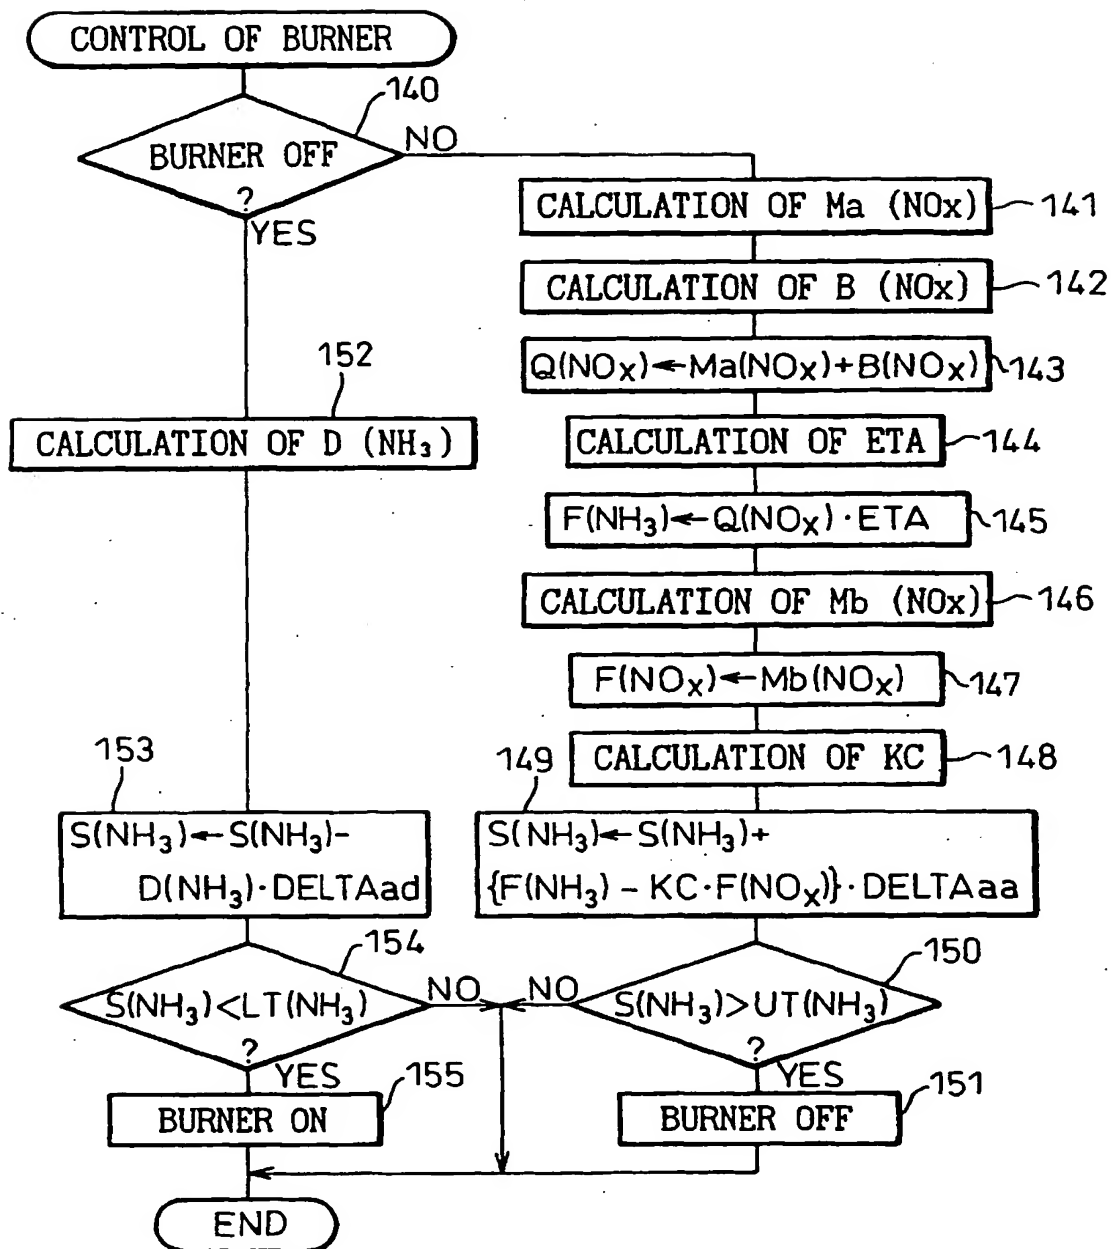 CONTROL OF BURNER
140
BURNER OFF
?
NO
YES
CALCULATION OF Ma (NOx)
141
CALCULATION OF B (NOx)
142
Q(NOx)←Ma(NOx)+B(NOx)
143
CALCULATION OF ETA
144
F(NH₃)←Q(NOx)·ETA
145
CALCULATION OF Mb (NOx)
146
F(NOx)←Mb(NOx)
147
CALCULATION OF KC
148
149
S(NH₃)←S(NH₃)+
{F(NH₃)-KC·F(NOx)}·DELTAaa
150
S(NH₃)>UT(NH₃)
?
NO
YES
151
BURNER OFF
152
CALCULATION OF D (NH₃)
153
S(NH₃)←S(NH₃)-
D(NH₃)·DELTAad
154
S(NH₃)<LT(NH₃)
?
NO
YES
155
BURNER ON
END